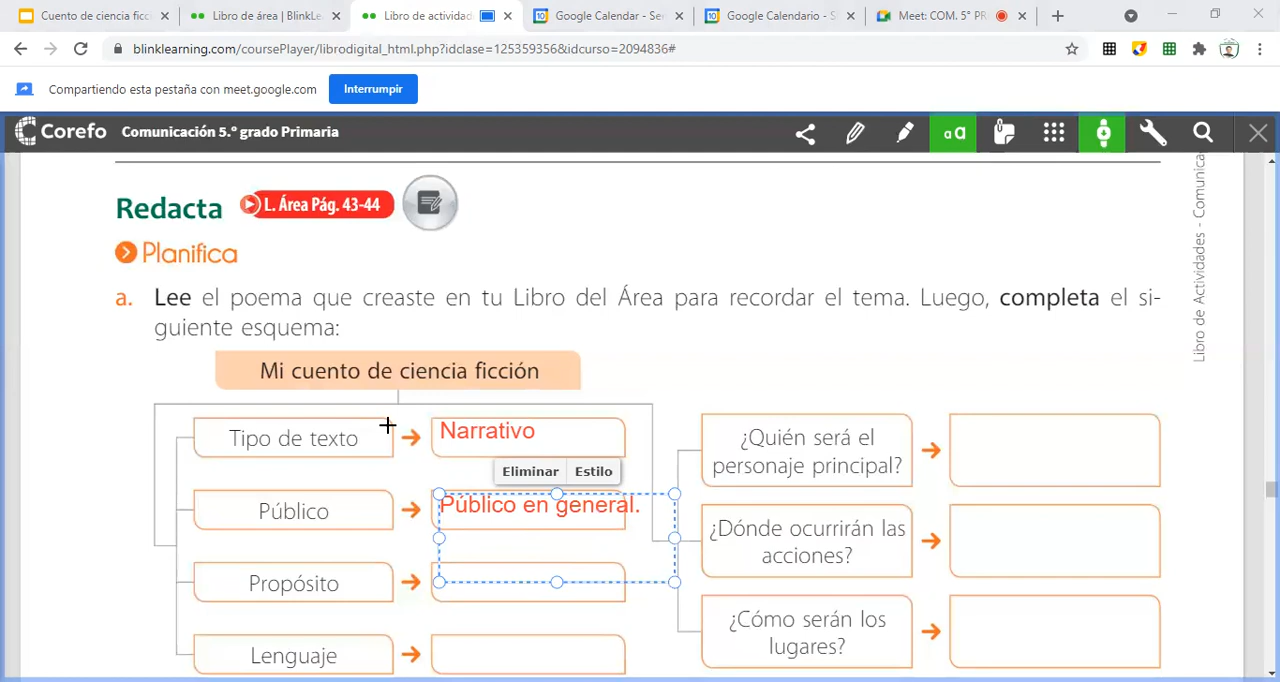 Cuento de ciencia ficc
Libro de área | BlinkLe
Libro de actividad
Google Calendar - Se
Google Calendario - S
Meet: COM. 5° PR
blinklearning.com/coursePlayer/librodigital_html.php?idclase=125359356&idcurso=2094836#
Compartiendo esta pestaña con meet.google.com
Interrumpir
Corefo
Comunicación 5.º grado Primaria
a a
Redacta
L. Área Pág. 43-44
Planifica
a. Lee el poema que creaste en tu Libro del Área para recordar el tema. Luego, completa el si-
guiente esquema:
Mi cuento de ciencia ficción
Tipo de texto
Narrativo
Eliminar
Estilo
Público
Público en general.
Propósito
Lenguaje
¿Quién será el
personaje principal?
¿Dónde ocurrirán las
acciones?
¿Cómo serán los
lugares?
Libro de Actividades - Comunica